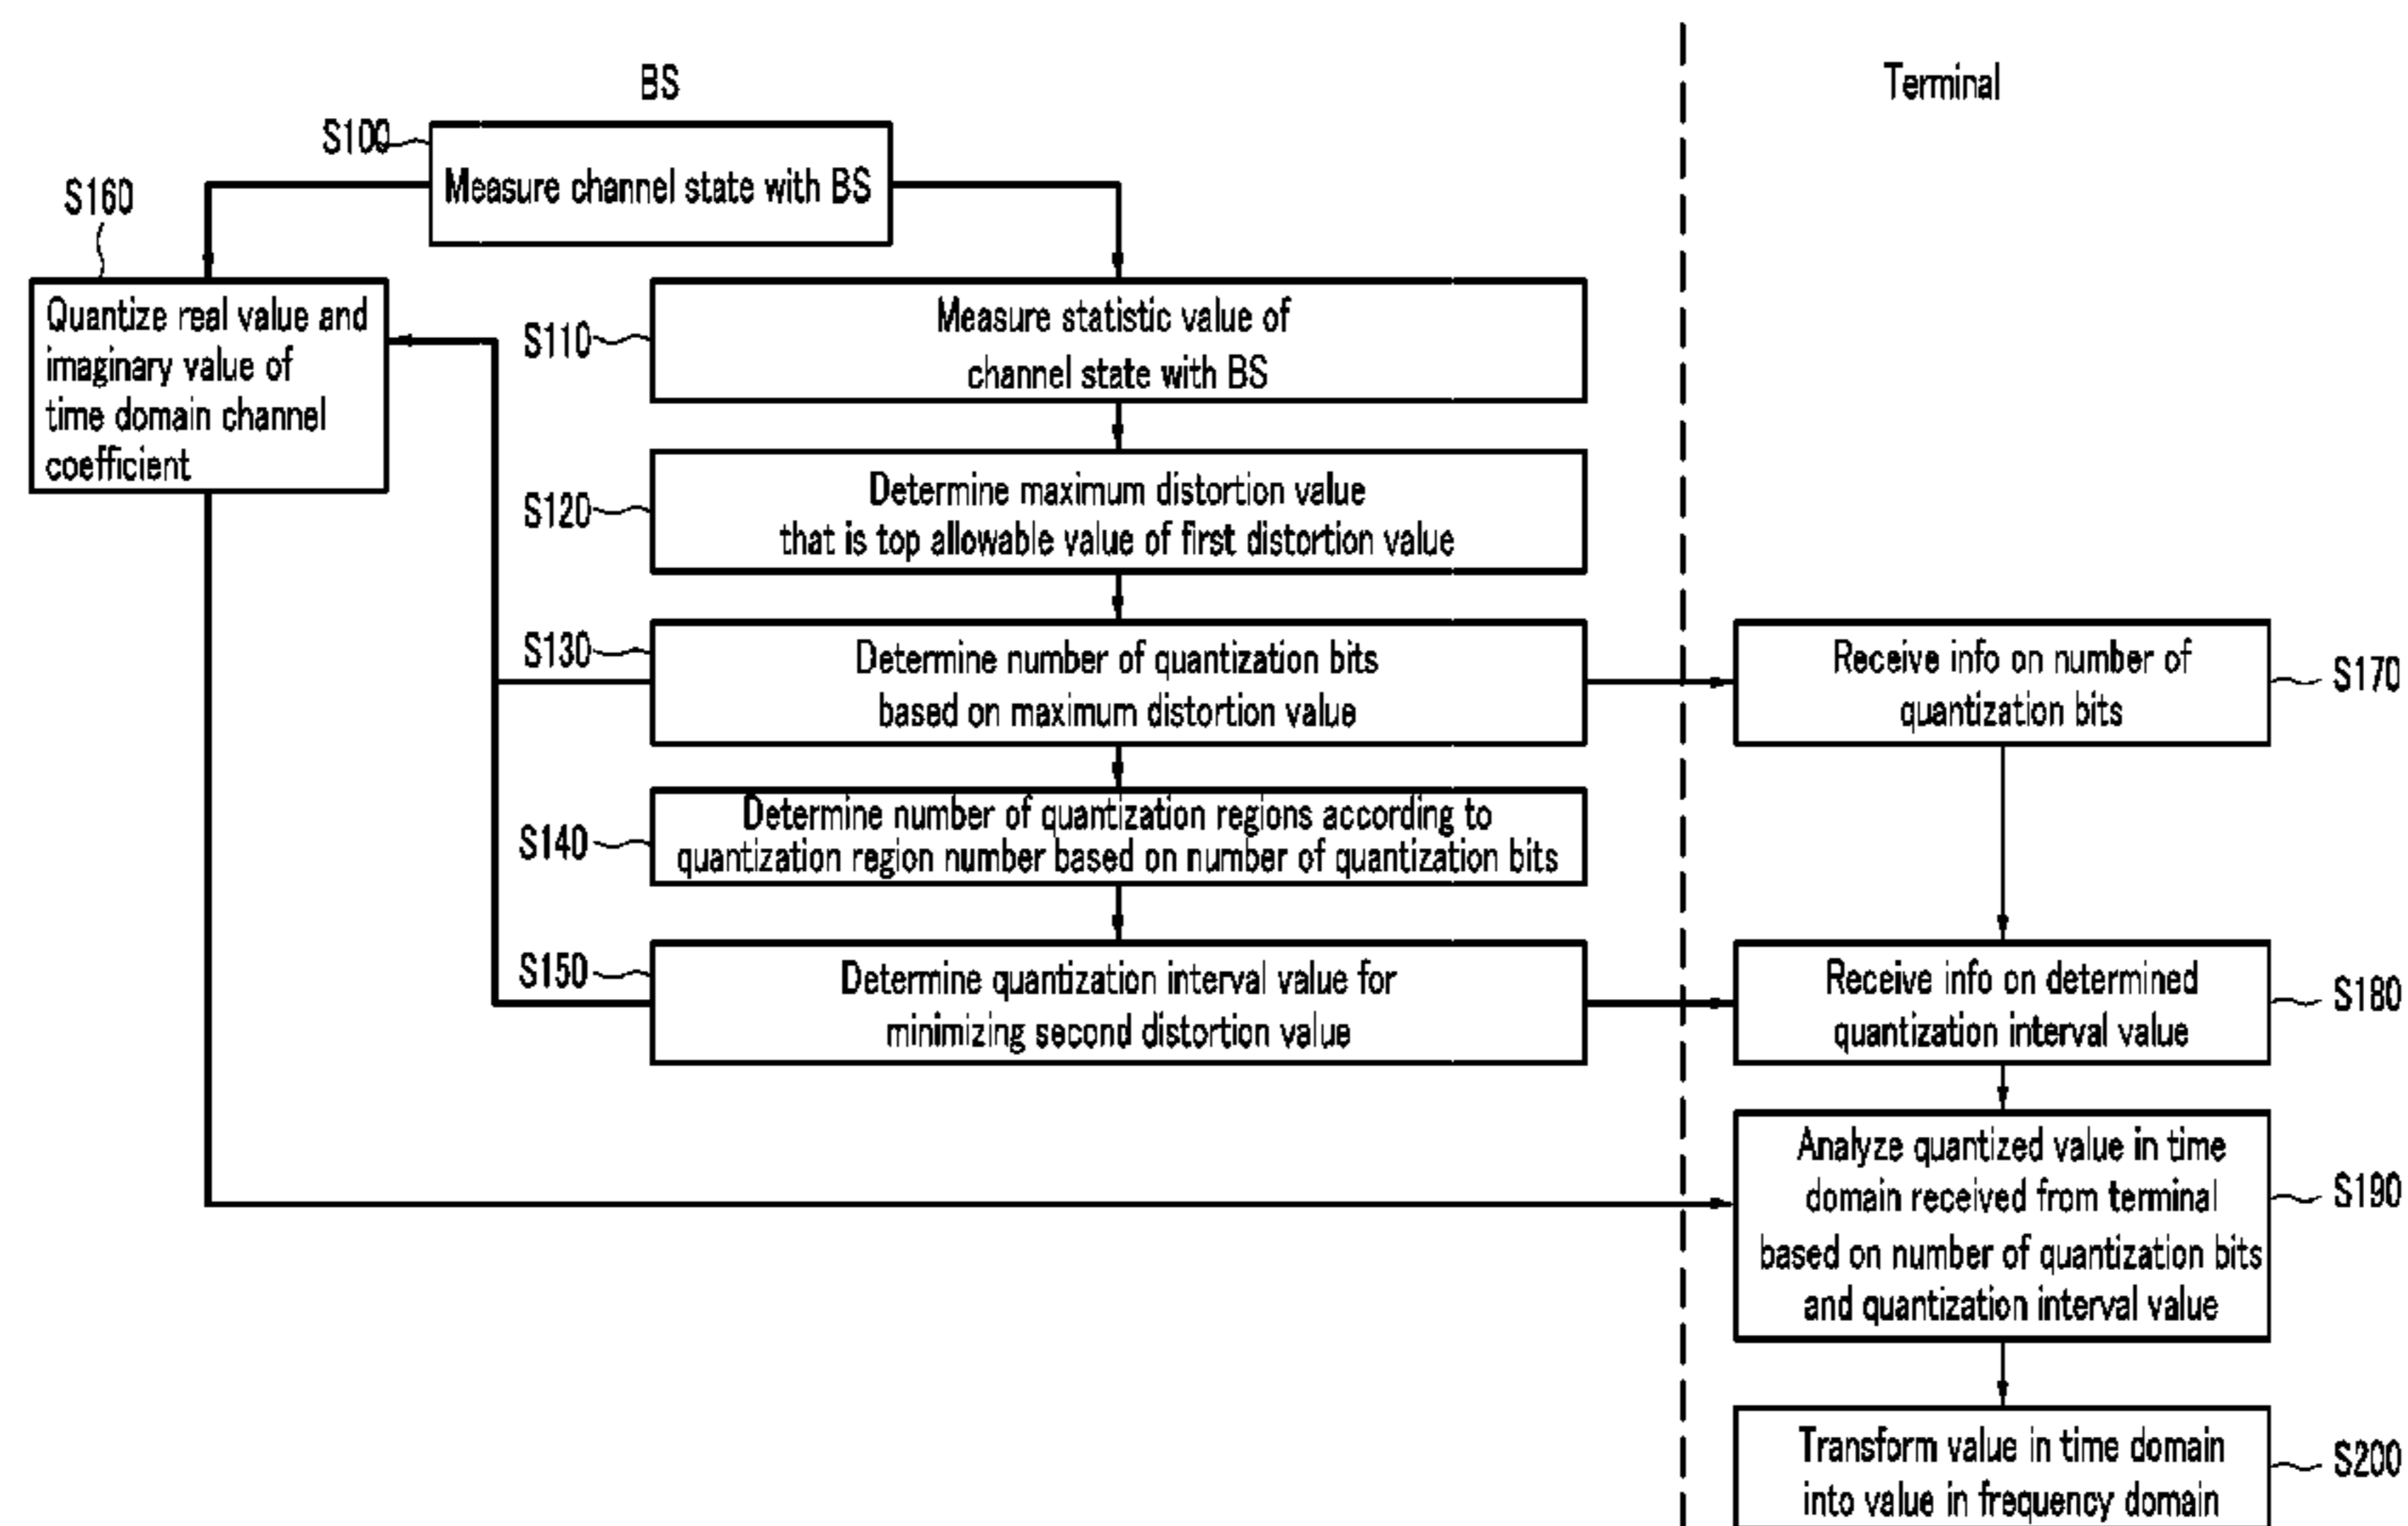 BS
Terminal
S100
Measure channel state with BS
S160
Quantize real value and
imaginary value of
time domain channel
coefficient
S110
Measure statistic value of
channel state with BS
S120
Determine maximum distortion value
that is top allowable value of first distortion value
S130
Determine number of quantization bits
based on maximum distortion value
Receive info on number of
quantization bits
S170
S140
Determine number of quantization regions according to
quantization region number based on number of quantization bits
S150
Determine quantization interval value for
minimizing second distortion value
Receive info on determined
quantization interval value
S180
Analyze quantized value in time
domain received from terminal
based on number of quantization bits
and quantization interval value
S190
Transform value in time domain
into value in frequency domain
S200